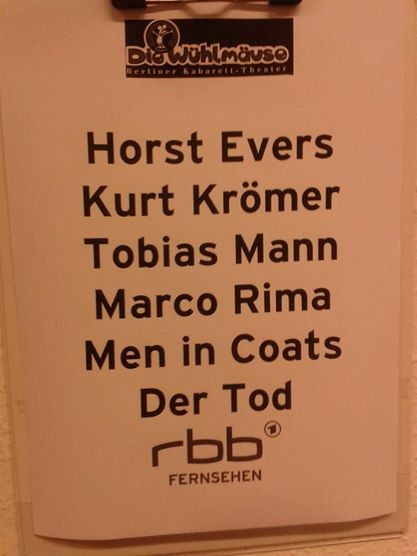 Die Wühlmäuse
Berliner Kabarett-Theater
Horst Evers
Kurt Krömer
Tobias Mann
Marco Rima
Men in Coats
Der Tod
rbb 1
FERNSEHEN